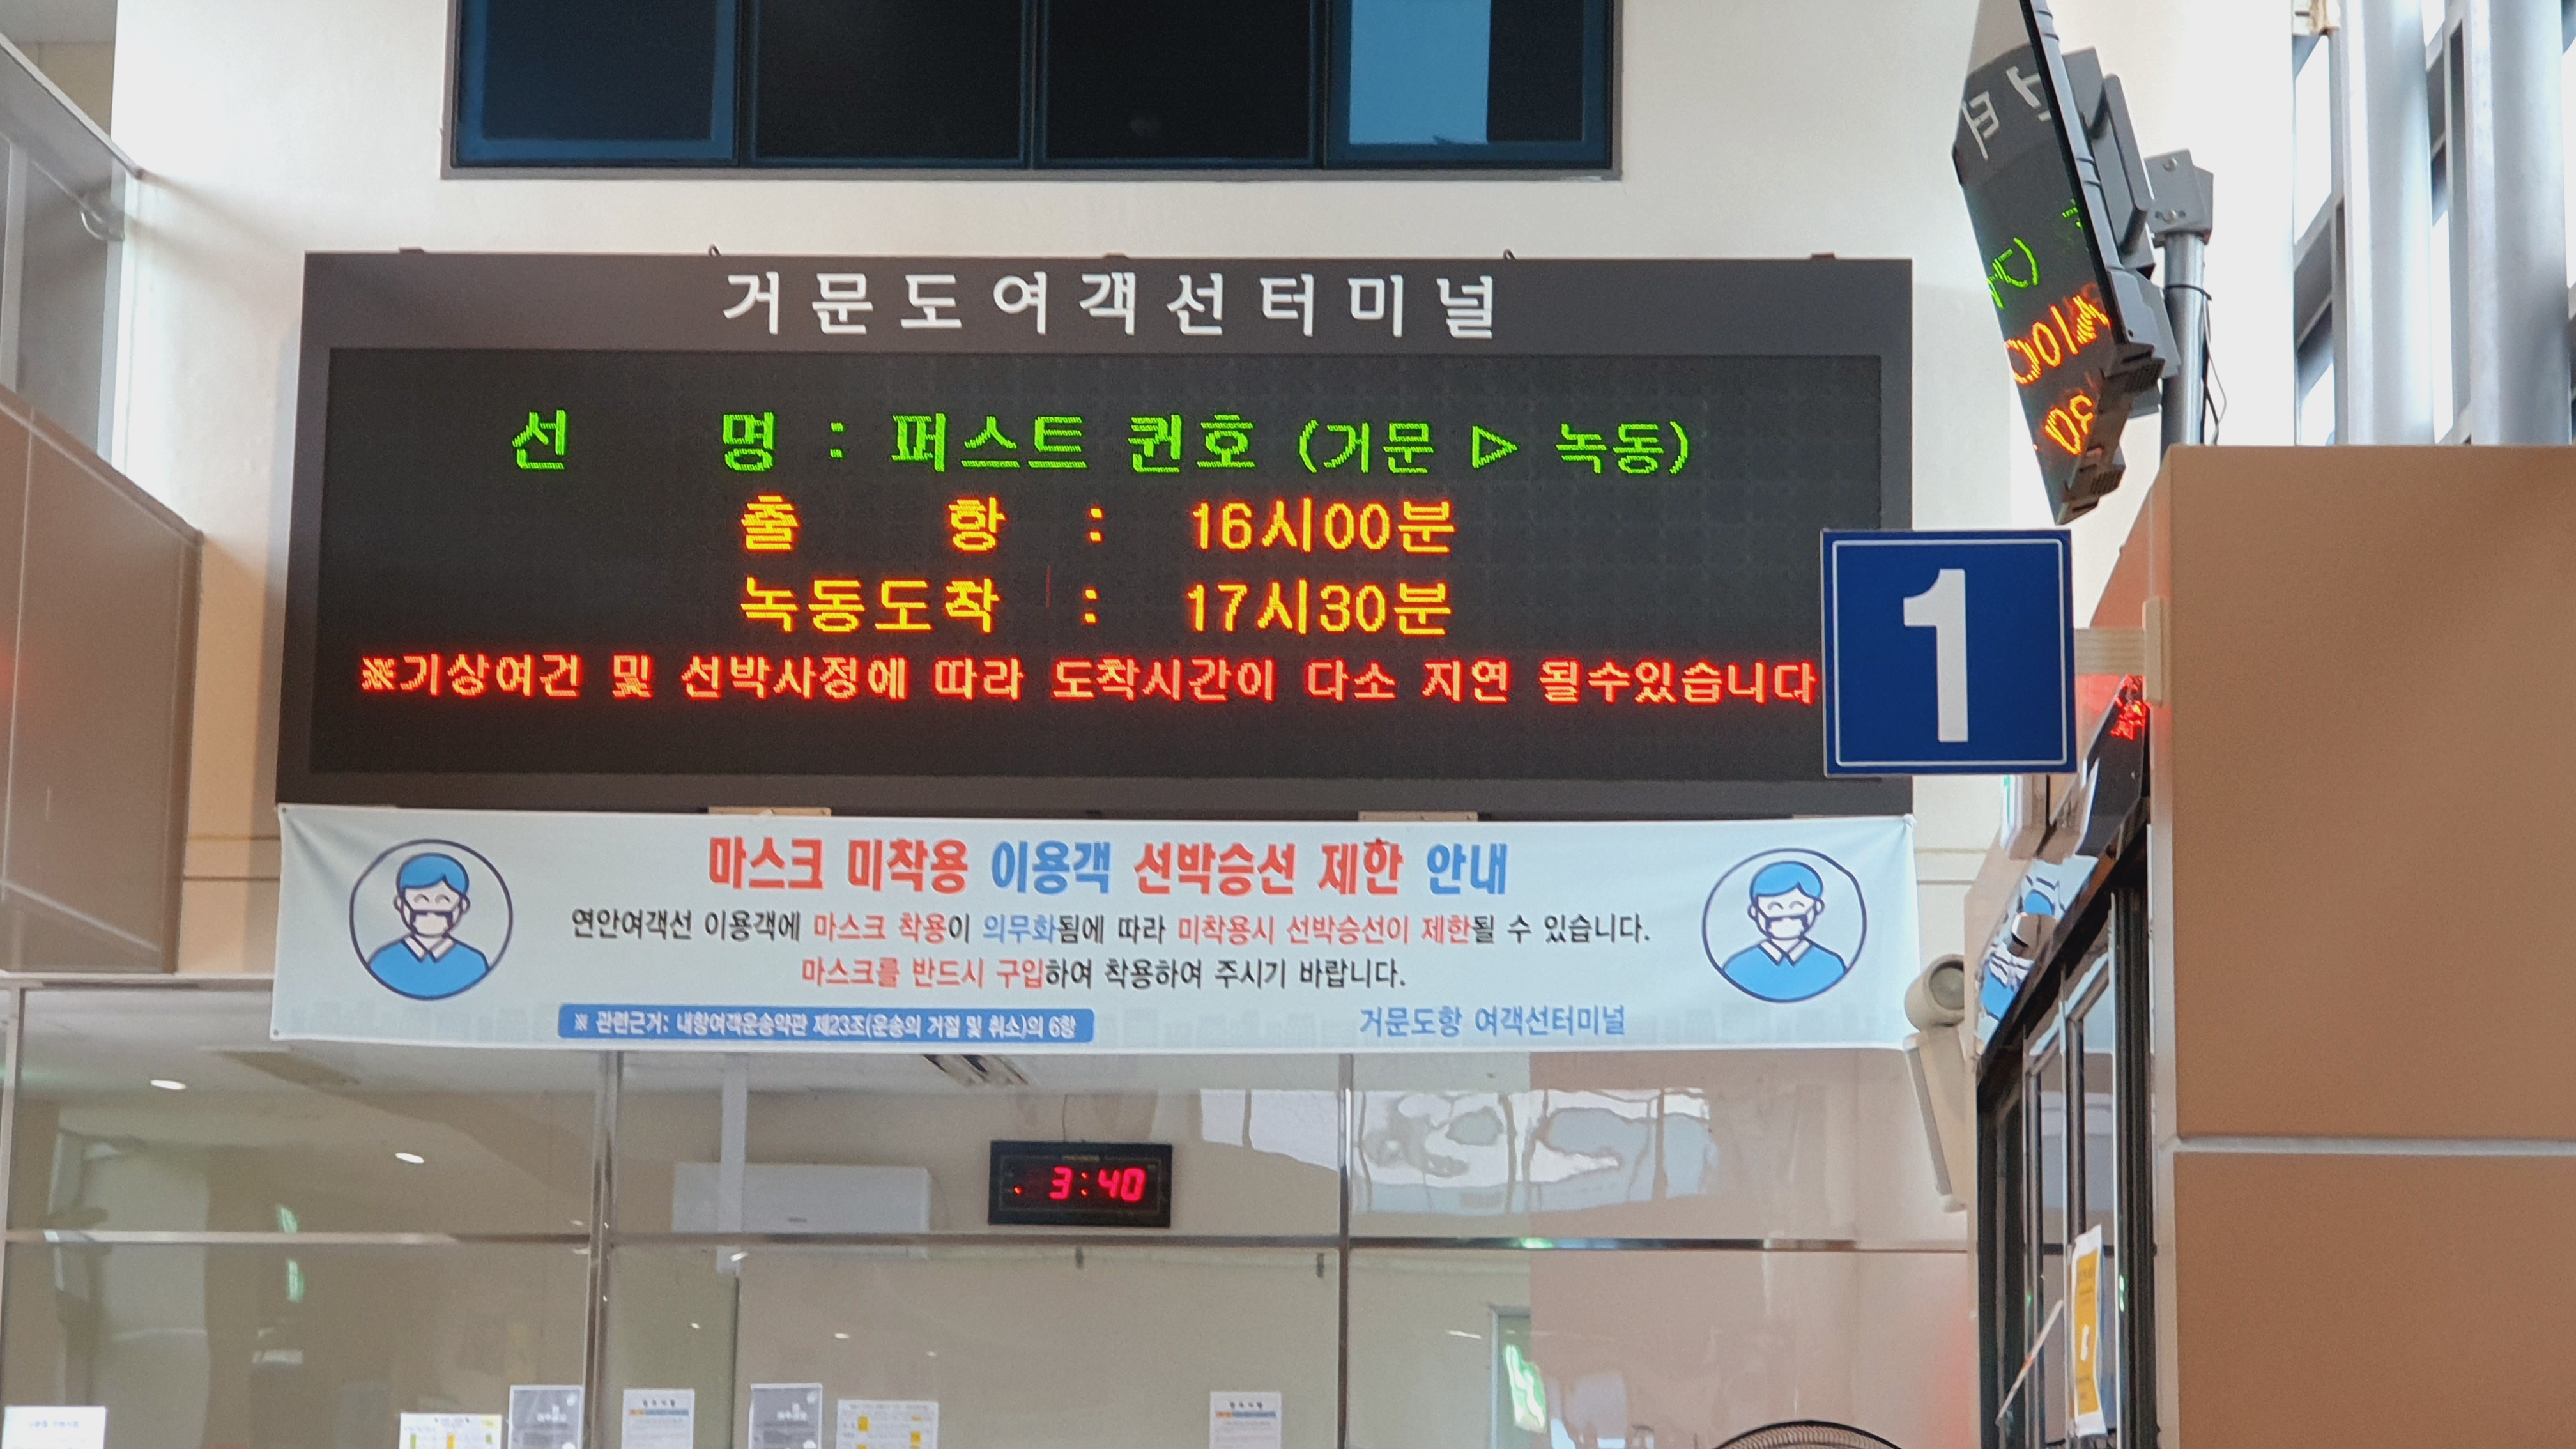 거문도여객선터미널
선 명 : 퍼스트 퀸호 (거문 ▷ 녹동)
출 항 : 16시00분
녹동도착 : 17시30분
※기상여건 및 선박사정에 따라 도착시간이 다소 지연 될수있습니다
1
마스크 미착용 이용객 선박승선 제한 안내
연안여객선 이용객에 마스크 착용이 의무화됨에 따라 미착용시 선박승선이 제한될 수 있습니다.
마스크를 반드시 구입하여 착용하여 주시기 바랍니다.
※ 관련근거: 내항여객운송약관 제23조(운송의 거절 및 취소)의 6항
거문도항 여객선터미널
3:40